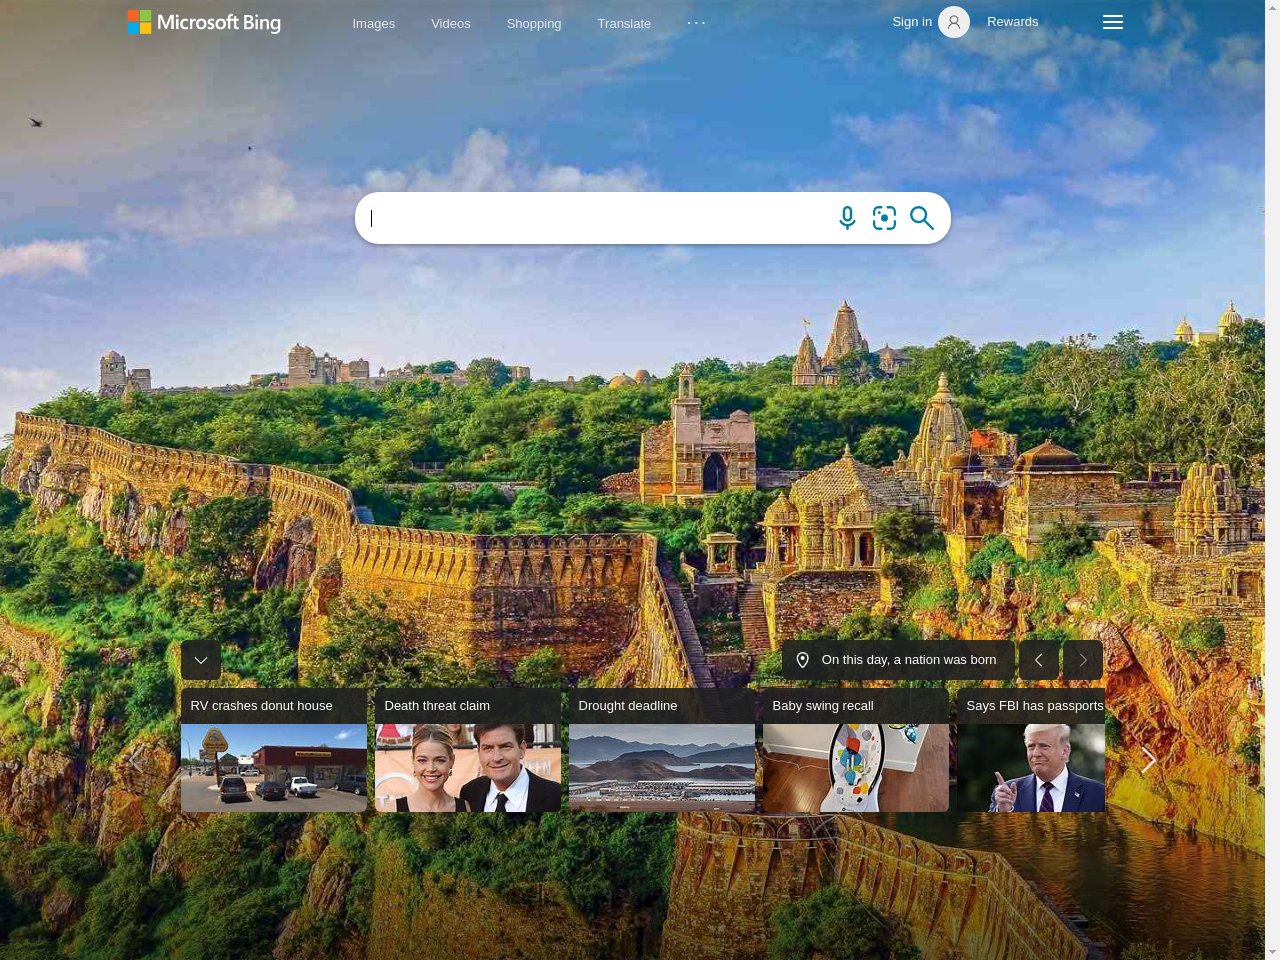 Microsoft Bing
Images
Videos
Shopping
Translate
...
Sign in
Rewards
On this day, a nation was born
RV crashes donut house
Death threat claim
Drought deadline
Baby swing recall
Says FBI has passports